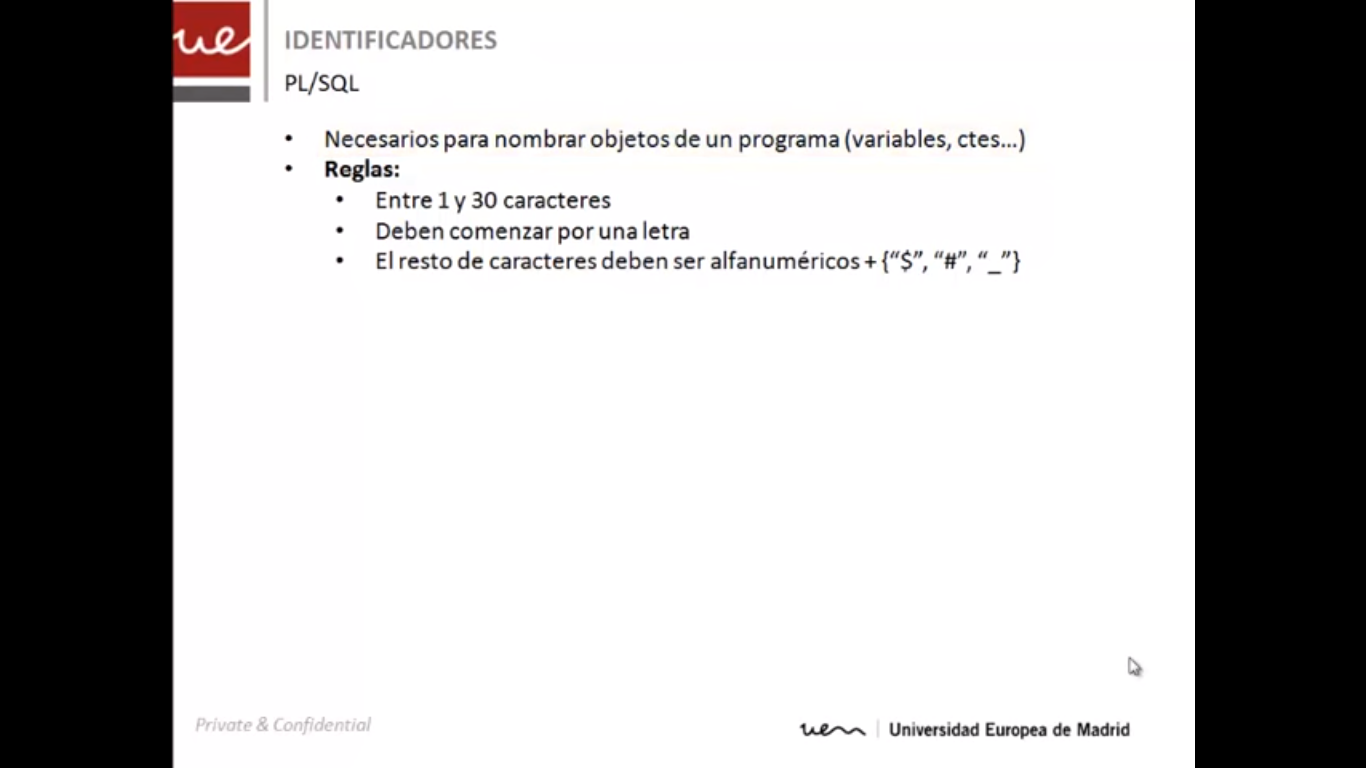 ue
IDENTIFICADORES
PL/SQL
• Necesarios para nombrar objetos de un programa (variables, ctes...)
• Reglas:
• Entre 1 y 30 caracteres
• Deben comenzar por una letra
• El resto de caracteres deben ser alfanuméricos + {“$”, “#”, “_”}
Private & Confidential
uem Universidad Europea de Madrid